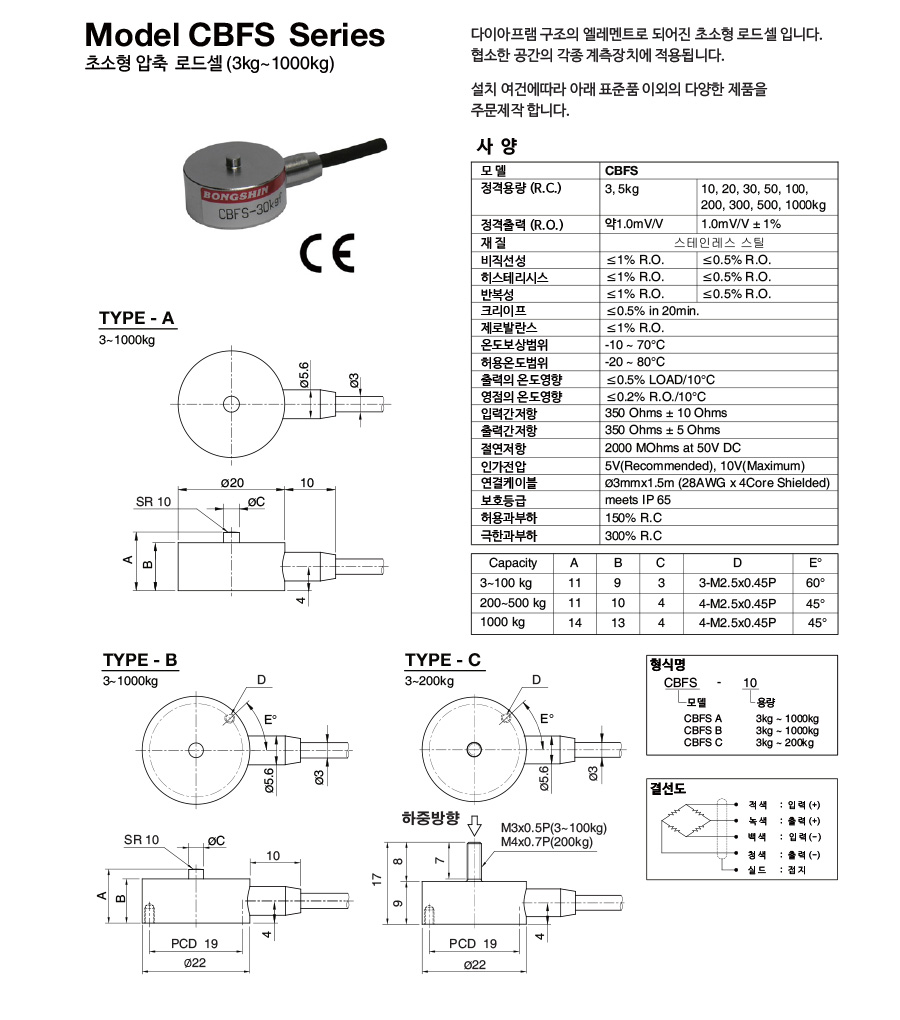 Model CBFS Series
초소형 압축 로드셀 (3kg~1000kg)
다이아프램 구조의 엘레멘트로 되어진 초소형 로드셀 입니다.
협소한 공간의 각종 계측장치에 적용됩니다.
설치 여건에따라 아래 표준품 이외의 다양한 제품을
주문제작 합니다.
BONGSHIN
CBFS-30kgf
CE
사 양
모 델 CBFS
정격용량 (R.C.) 3, 5kg 10, 20, 30, 50, 100,
200, 300, 500, 1000kg
정격출력 (R.O.) 약1.0mV/V 1.0mV/V ± 1%
재 질 스테인레스 스틸
비직선성 ≤1% R.O. ≤0.5% R.O.
히스테리시스 ≤1% R.O. ≤0.5% R.O.
반복성 ≤1% R.O. ≤0.5% R.O.
크리이프 ≤0.5% in 20min.
제로발란스 ≤1% R.O.
온도보상범위 -10 ~ 70°C
허용온도범위 -20 ~ 80°C
출력의 온도영향 ≤0.5% LOAD/10°C
영점의 온도영향 ≤0.2% R.O./10°C
입력간저항 350 Ohms ± 10 Ohms
출력간저항 350 Ohms ± 5 Ohms
절연저항 2000 MOhms at 50V DC
인가전압 5V(Recommended), 10V(Maximum)
연결케이블 Ø3mmx1.5m (28AWG x 4Core Shielded)
보호등급 meets IP 65
허용과부하 150% R.C
극한과부하 300% R.C
Capacity A B C D E°
3~100 kg 11 9 3 3-M2.5x0.45P 60°
200~500 kg 11 10 4 4-M2.5x0.45P 45°
1000 kg 14 13 4 4-M2.5x0.45P 45°
TYPE - A
3~1000kg
Ø5.6
Ø3
Ø20
10
SR 10
ØC
A
B
4
TYPE - B
3~1000kg
D
E°
Ø5.6
Ø3
SR 10
ØC
10
A
B
4
PCD 19
Ø22
TYPE - C
3~200kg
D
E°
Ø5.6
Ø3
하중방향
M3x0.5P(3~100kg)
M4x0.7P(200kg)
17
8
7
9
4
PCD 19
Ø22
형식명
CBFS - 10
모델 용량
CBFS A 3kg ~ 1000kg
CBFS B 3kg ~ 1000kg
CBFS C 3kg ~ 200kg
결선도
적색 : 입력 (+)
녹색 : 출력 (+)
백색 : 입력 (−)
청색 : 출력 (−)
실드 : 접지